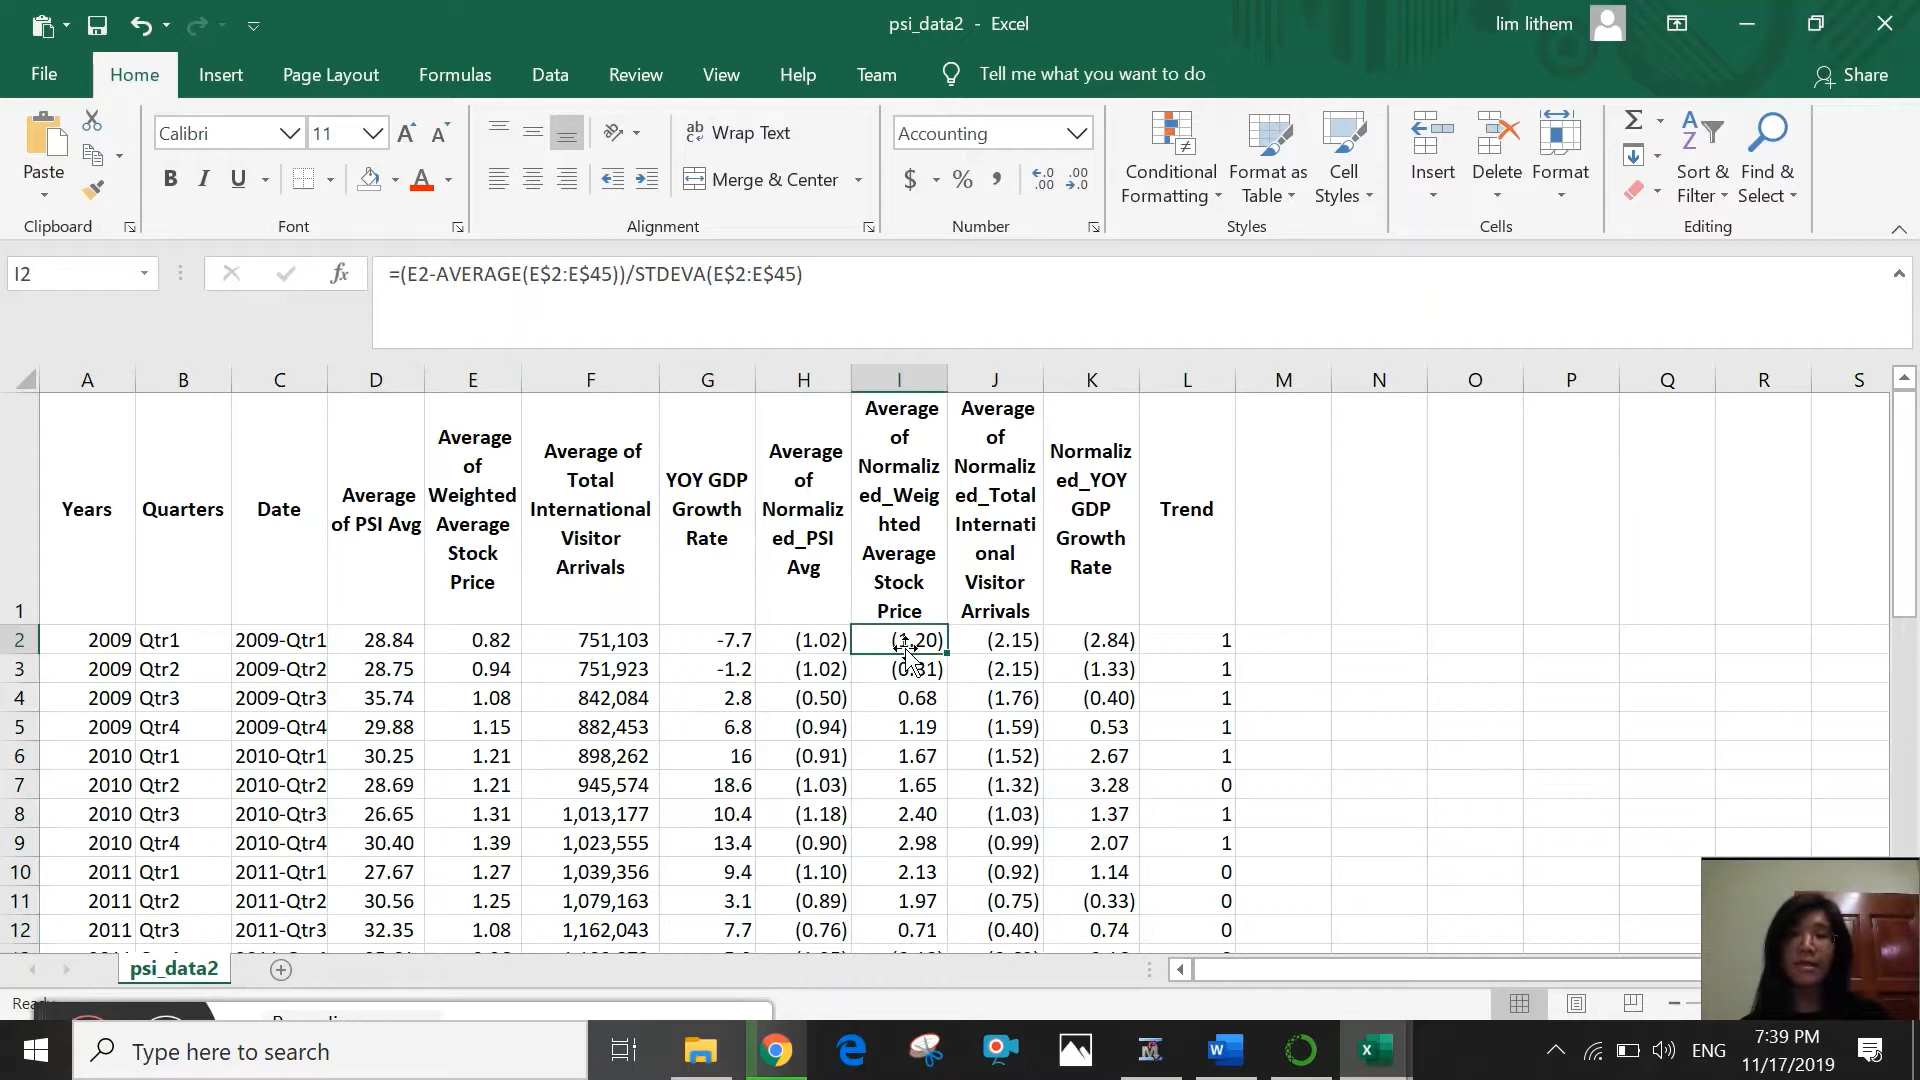 psi_data2 - Excel
lim lithem
File Home Insert Page Layout Formulas Data Review View Help Team Tell me what you want to do Share
Paste
Clipboard
Calibri 11
B I U
Font
Wrap Text
Merge & Center
Alignment
Accounting
$ % ,
Number
Conditional Formatting
Format as Table
Cell Styles
Styles
Insert
Delete
Format
Cells
Sort & Filter
Find & Select
Editing
I2 fx =(E2-AVERAGE(E$2:E$45))/STDEVA(E$2:E$45)
A B C D E F G H I J K L M N O P Q R S
1
Years
Quarters
Date
Average
of PSI Avg
Average
of
Weighted
Average
Stock
Price
Average of
Total
International
Visitor
Arrivals
YOY GDP
Growth
Rate
Average
of
Normaliz
ed_PSI
Avg
Average
of
Normaliz
ed_Weig
hted
Average
Stock
Price
Average
of
Normaliz
ed_Total
Internati
onal
Visitor
Arrivals
Normaliz
ed_YOY
GDP
Growth
Rate
Trend
2 2009 Qtr1 2009-Qtr1 28.84 0.82 751,103 -7.7 (1.02) (1.20) (2.15) (2.84) 1
3 2009 Qtr2 2009-Qtr2 28.75 0.94 751,923 -1.2 (1.02) (0.31) (2.15) (1.33) 1
4 2009 Qtr3 2009-Qtr3 35.74 1.08 842,084 2.8 (0.50) 0.68 (1.76) (0.40) 1
5 2009 Qtr4 2009-Qtr4 29.88 1.15 882,453 6.8 (0.94) 1.19 (1.59) 0.53 1
6 2010 Qtr1 2010-Qtr1 30.25 1.21 898,262 16 (0.91) 1.67 (1.52) 2.67 1
7 2010 Qtr2 2010-Qtr2 28.69 1.21 945,574 18.6 (1.03) 1.65 (1.32) 3.28 0
8 2010 Qtr3 2010-Qtr3 26.65 1.31 1,013,177 10.4 (1.18) 2.40 (1.03) 1.37 1
9 2010 Qtr4 2010-Qtr4 30.40 1.39 1,023,555 13.4 (0.90) 2.98 (0.99) 2.07 1
10 2011 Qtr1 2011-Qtr1 27.67 1.27 1,039,356 9.4 (1.10) 2.13 (0.92) 1.14 0
11 2011 Qtr2 2011-Qtr2 30.56 1.25 1,079,163 3.1 (0.89) 1.97 (0.75) (0.33) 0
12 2011 Qtr3 2011-Qtr3 32.35 1.08 1,162,043 7.7 (0.76) 0.71 (0.40) 0.74 0
psi_data2
Type here to search
ENG
7:39 PM
11/17/2019